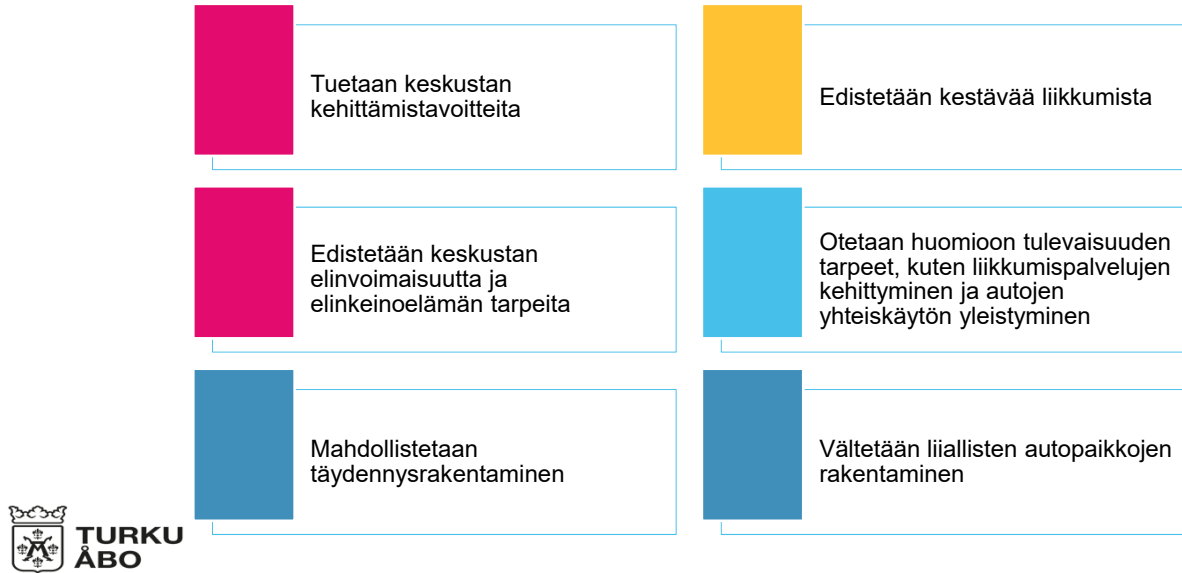 Tuetaan keskustan
kehittämistavoitteita
Edistetään kestävää liikkumista
Edistetään keskustan
elinvoimaisuutta ja
elinkeinoelämän tarpeita
Otetaan huomioon tulevaisuuden
tarpeet, kuten liikkumispalvelujen
kehittyminen ja autojen
yhteiskäytön yleistyminen
Mahdollistetaan
täydennysrakentaminen
Vältetään liiallisten autopaikkojen
rakentaminen
TURKU
ÅBO